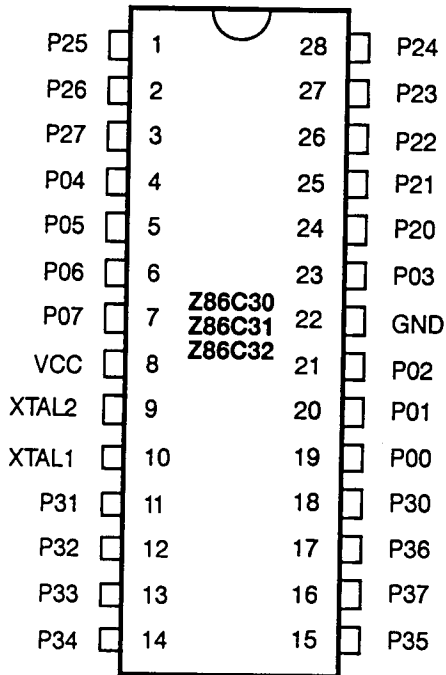 P25 1 28 P24
P26 2 27 P23
P27 3 26 P22
P04 4 25 P21
P05 5 24 P20
P06 6 23 P03
Z86C30
P07 7 Z86C31 22 GND
Z86C32
VCC 8 21 P02
XTAL2 9 20 P01
XTAL1 10 19 P00
P31 11 18 P30
P32 12 17 P36
P33 13 16 P37
P34 14 15 P35